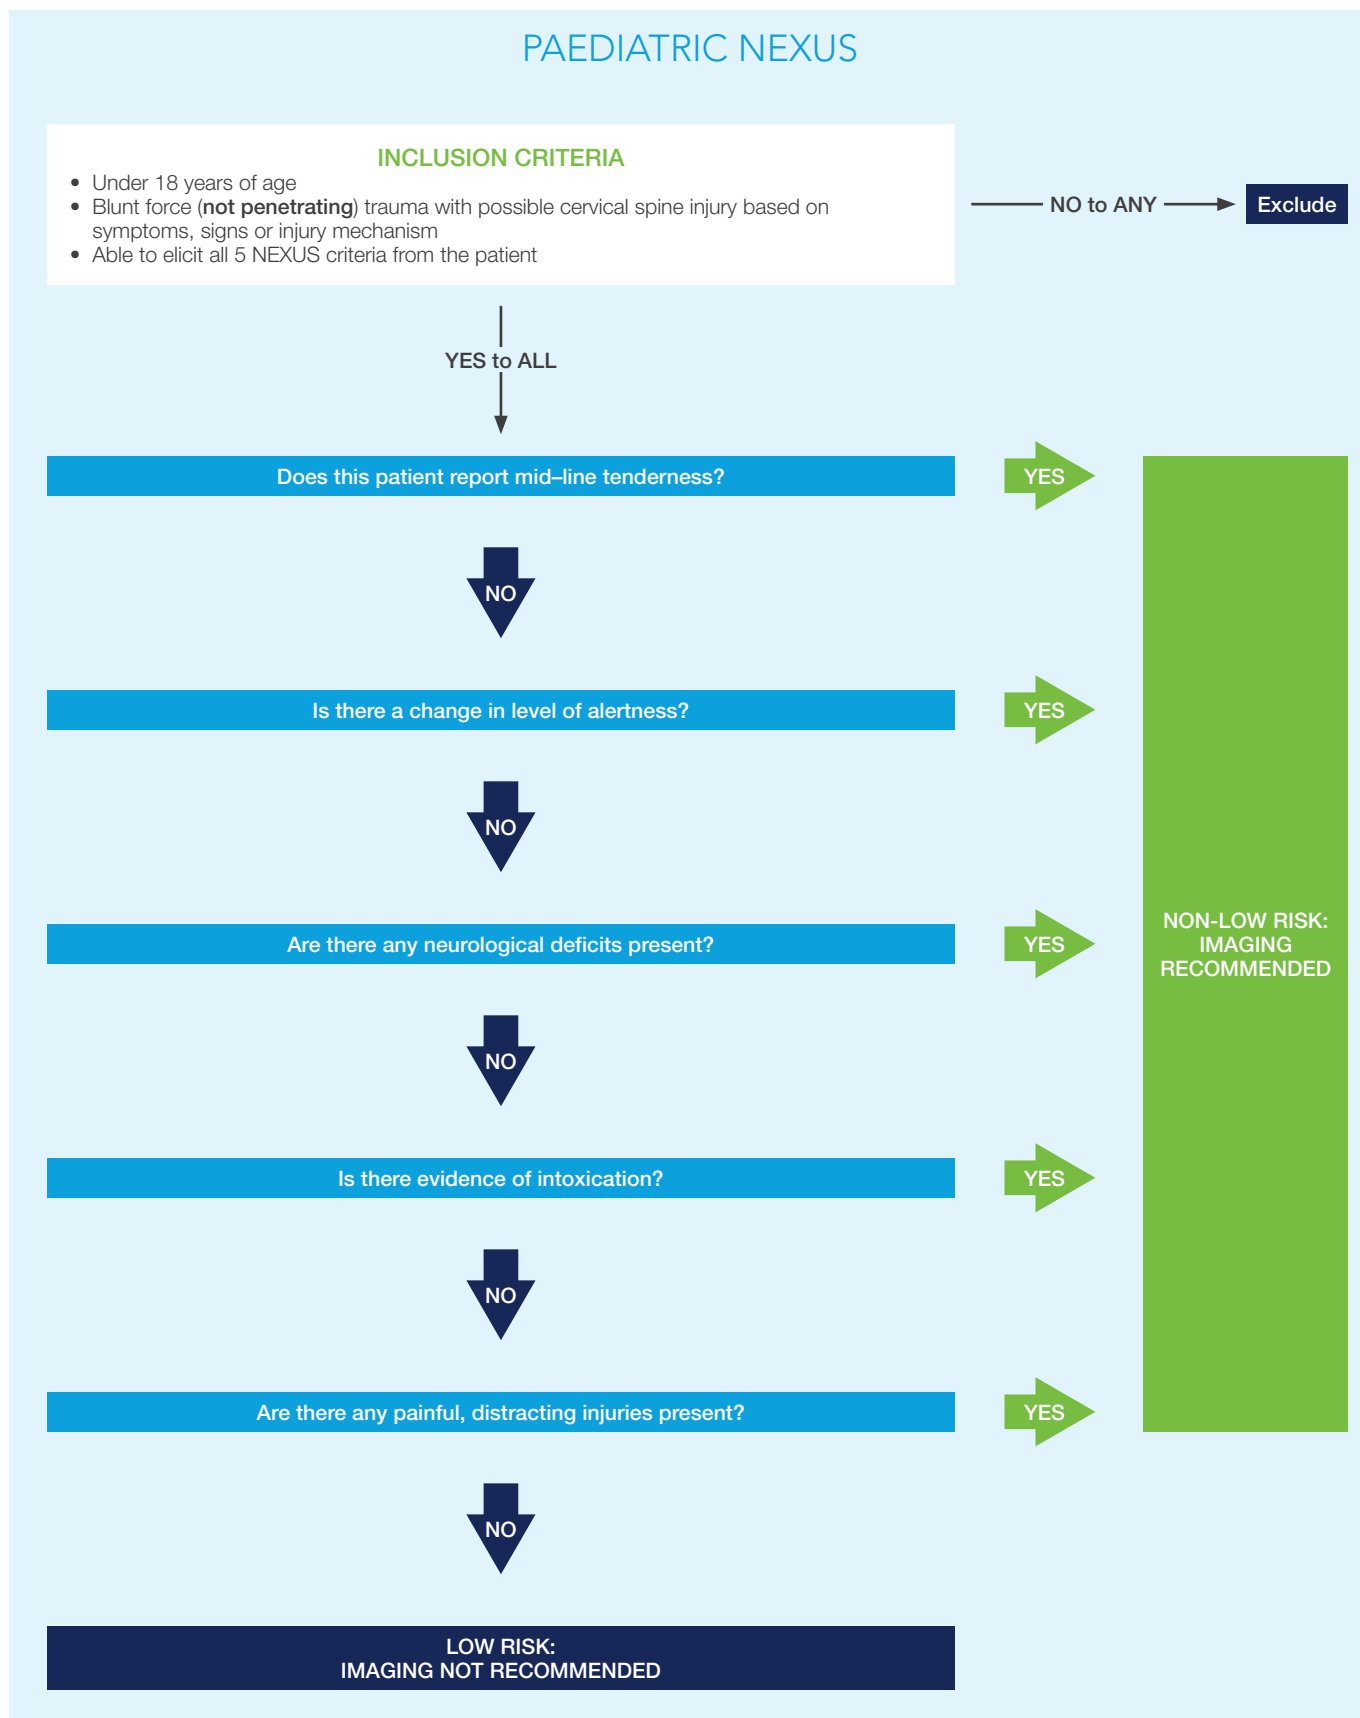 PAEDIATRIC NEXUS
INCLUSION CRITERIA
• Under 18 years of age
• Blunt force (not penetrating) trauma with possible cervical spine injury based on
symptoms, signs or injury mechanism
• Able to elicit all 5 NEXUS criteria from the patient
NO to ANY
Exclude
YES to ALL
Does this patient report mid–line tenderness?
YES
NO
Is there a change in level of alertness?
YES
NO
Are there any neurological deficits present?
YES
NON-LOW RISK:
IMAGING
RECOMMENDED
NO
Is there evidence of intoxication?
YES
NO
Are there any painful, distracting injuries present?
YES
NO
LOW RISK:
IMAGING NOT RECOMMENDED